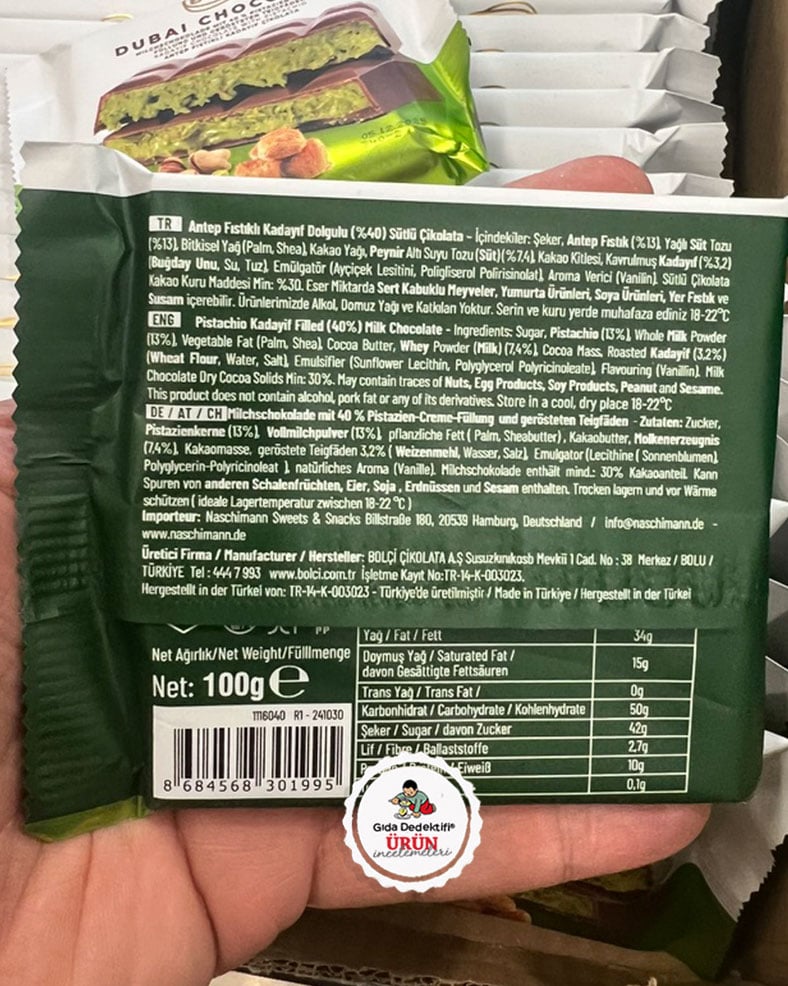 DUBAI CHOCO
MILCHSCHOKOLADE MIT
FÜLLUNG UND
ANTEP FISTIKLI KADAYIF ÇİKOLATA
05.12.2025
TR Antep Fıstıklı Kadayıf Dolgulu (%40) Sütlü Çikolata - İçindekiler: Şeker, Antep Fıstık (%13), Yağlı Süt Tozu
(%13), Bitkisel Yağ (Palm, Shea), Kakao Yağı, Peynir Altı Suyu Tozu (Süt) (%7,4), Kakao Kitlesi, Kavrulmuş Kadayıf (%3,2)
(Buğday Unu, Su, Tuz), Emülgatör (Ayçiçek Lesitini, Poligliserol Polirisinolat), Aroma Verici (Vanilin). Sütlü Çikolata
Kakao Kuru Maddesi Min: %30. Eser Miktarda Sert Kabuklu Meyveler, Yumurta Ürünleri, Soya Ürünleri, Yer Fıstık ve
Susam içerebilir. Ürünlerimizde Alkol, Domuz Yağı ve Katkıları Yoktur. Serin ve kuru yerde muhafaza ediniz 18-22°C
ENG Pistachio Kadayif Filled (40%) Milk Chocolate - Ingredients: Sugar, Pistachio (13%), Whole Milk Powder
(13%), Vegetable Fat (Palm, Shea), Cocoa Butter, Whey Powder (Milk) (7,4%), Cocoa Mass, Roasted Kadayif (3,2%)
(Wheat Flour, Water, Salt), Emulsifier (Sunflower Lecithin, Polyglycerol Polyricinoleate), Flavouring (Vanillin). Milk
Chocolate Dry Cocoa Solids Min: 30%. May contain traces of Nuts, Egg Products, Soy Products, Peanut and Sesame.
This product does not contain alcohol, pork fat or any of its derivatives. Store in a cool, dry place 18-22°C
DE / AT / CH Milchschokolade mit 40 % Pistazien-Creme-Füllung und gerösteten Teigfäden - Zutaten: Zucker,
Pistazienkerne (13%), Vollmilchpulver (13%), pflanzliche Fett ( Palm, Sheabutter), Kakaobutter, Molkenerzeugnis
(7,4%), Kakaomasse, geröstete Teigfäden 3,2% ( Weizenmehl, Wasser, Salz), Emulgator (Lecithine ( Sonnenblumen),
Polyglycerin-Polyricinoleat ), natürliches Aroma (Vanille). Milchschokolade enthält mind.: 30% Kakaoanteil. Kann
Spuren von anderen Schalenfrüchten, Eier, Soja , Erdnüssen und Sesam enthalten. Trocken lagern und vor Wärme
schützen ( ideale Lagertemperatur zwischen 18-22 °C )
Importeur: Naschimann Sweets & Snacks Billstraße 180, 20539 Hamburg, Deutschland / info@naschimann.de -
www.naschimann.de
Üretici Firma / Manufacturer / Hersteller: BOLÇİ ÇİKOLATA A.Ş Susuzkınıkosb Mevkii 1 Cad. No : 38 Merkez / BOLU /
TÜRKİYE Tel : 444 7 993 www.bolci.com.tr İşletme Kayıt No:TR-14-K-003023.
Hergestellt in der Türkei von: TR-14-K-003023 - Türkiye'de üretilmiştir / Made in Türkiye / Hergestellt in der Türkei
PP
Net Ağırlık/Net Weight/Fülllmenge
Net: 100g e
1116040 R1 - 241030
8 684568 301995
Yağ / Fat / Fett 34g
Doymuş Yağ / Saturated Fat /
davon Gesättigte Fettsäuren 15g
Trans Yağ / Trans Fat / 0g
Karbonhidrat / Carbohydrate / Kohlenhydrate 50g
Şeker / Sugar / davon Zucker 42g
Lif / Fibre / Ballaststoffe 2,7g
Eiweiß 10g
0,1g
Gıda Dedektifi®
ÜRÜN
incelemeleri